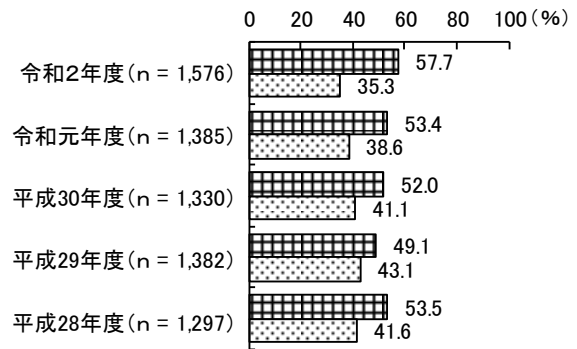 0 20 40 60 80 100(%)
令和2年度(n = 1,576) 57.7
35.3
令和元年度(n = 1,385) 53.4
38.6
平成30年度(n = 1,330) 52.0
41.1
平成29年度(n = 1,382) 49.1
43.1
平成28年度(n = 1,297) 53.5
41.6